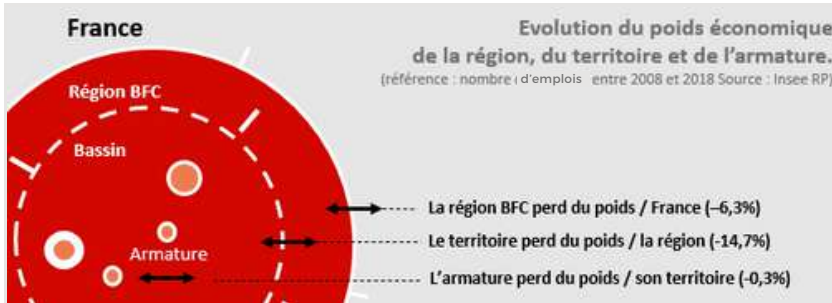 France
Evolution du poids économique
de la région, du territoire et de l'armature.
(référence : nombre d'emplois entre 2008 et 2018 Source : Insee RP)
Région BFC
Bassin
La région BFC perd du poids / France (–6,3%)
Le territoire perd du poids / la région (-14,7%)
Armature
L'armature perd du poids / son territoire (-0,3%)